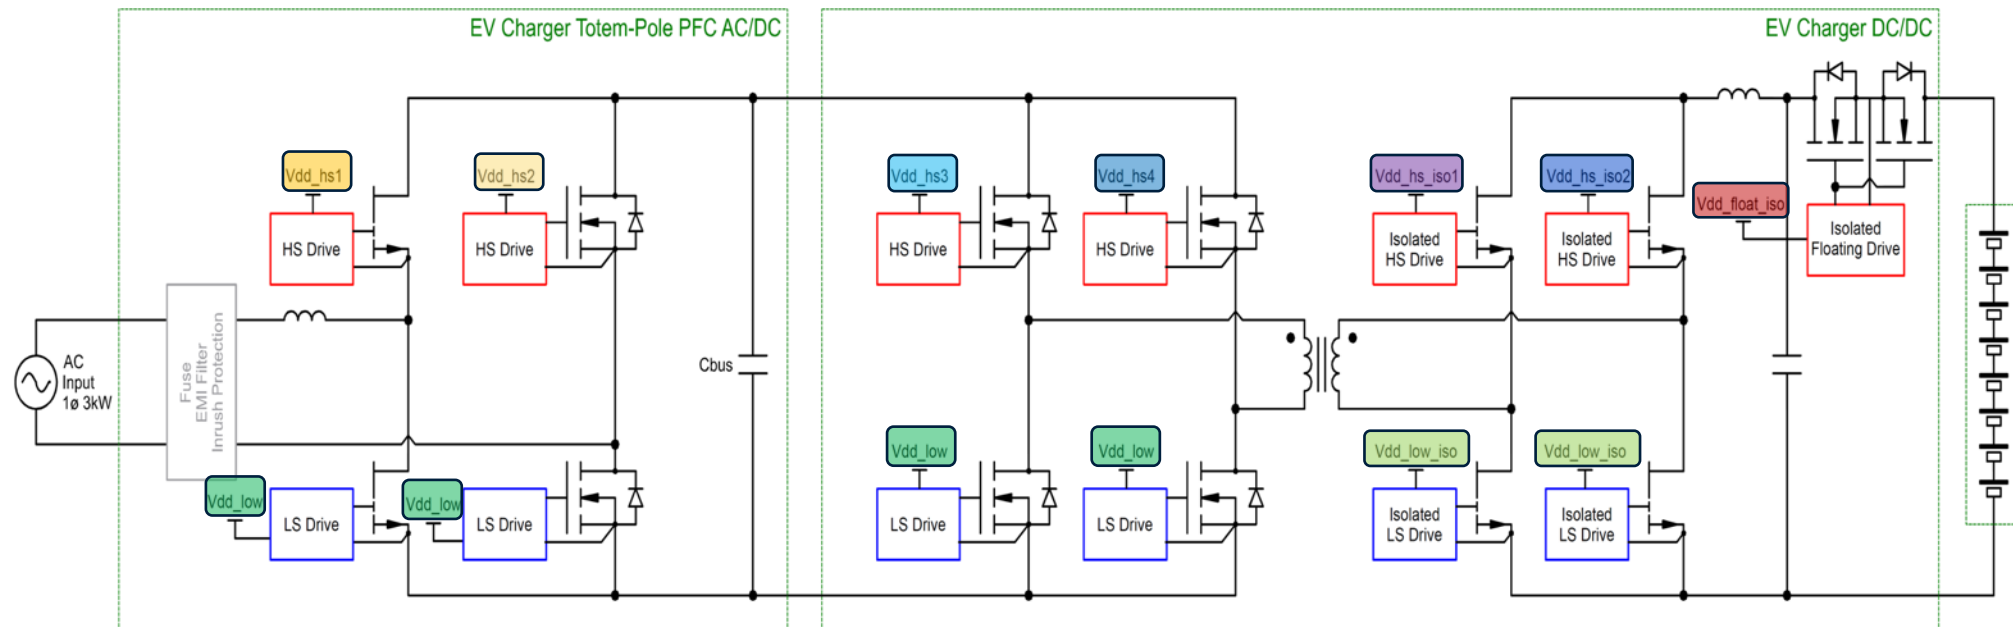 EV Charger Totem-Pole PFC AC/DC
EV Charger DC/DC
Vdd_hs1
Vdd_hs2
Vdd_hs3
Vdd_hs4
Vdd_hs_iso1
Vdd_hs_iso2
Vdd_float_iso
HS Drive
HS Drive
HS Drive
HS Drive
Isolated
HS Drive
Isolated
HS Drive
Isolated
Floating Drive
AC
Input
1ø 3kW
Fuse
EMI Filter
Inrush Protection
Cbus
Vdd_low
Vdd_low
Vdd_low
Vdd_low
Vdd_low_iso
Vdd_low_iso
LS Drive
LS Drive
LS Drive
LS Drive
Isolated
LS Drive
Isolated
LS Drive